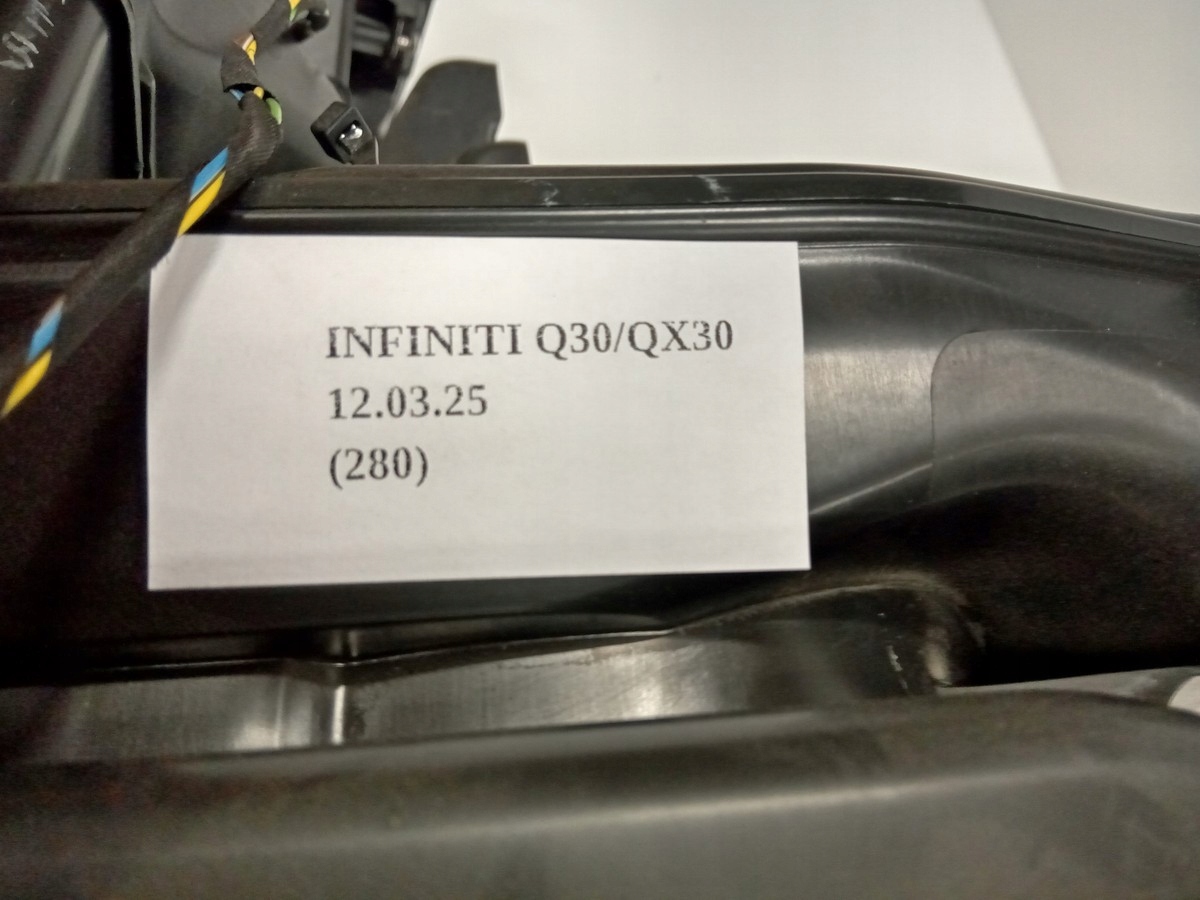 INFINITI Q30/QX30
12.03.25
(280)